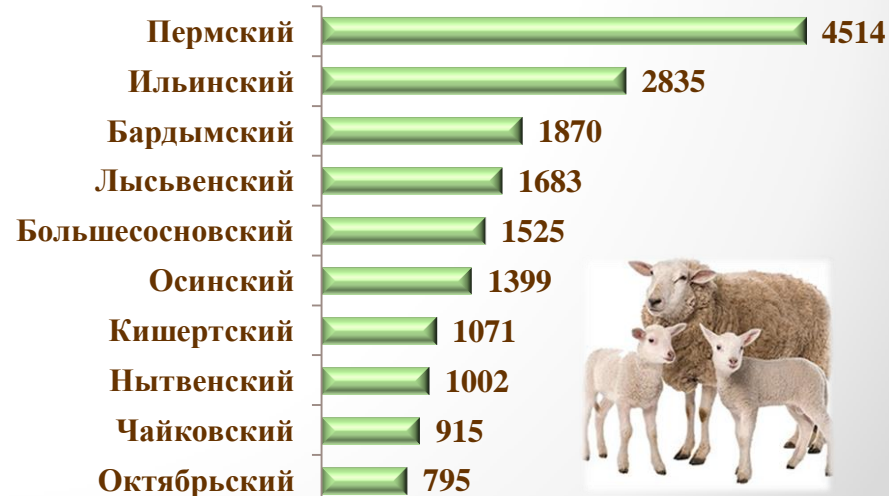 Пермский 4514
Ильинский 2835
Бардымский 1870
Лысьвенский 1683
Большесосновский 1525
Осинский 1399
Кишертский 1071
Нытвенский 1002
Чайковский 915
Октябрьский 795